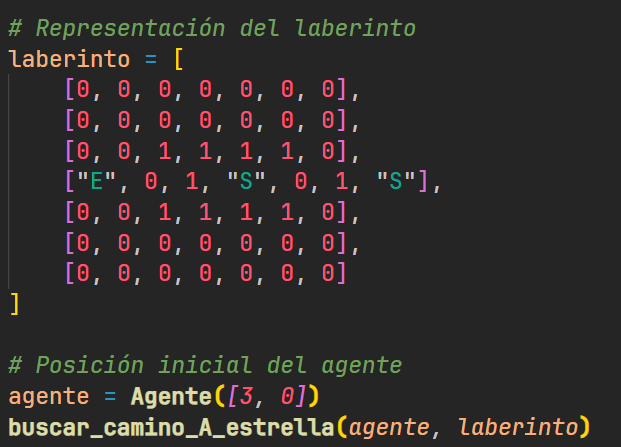 # Representación del laberinto
laberinto = [
    [0, 0, 0, 0, 0, 0, 0],
    [0, 0, 0, 0, 0, 0, 0],
    [0, 0, 1, 1, 1, 1, 0],
    ["E", 0, 1, "S", 0, 1, "S"],
    [0, 0, 1, 1, 1, 1, 0],
    [0, 0, 0, 0, 0, 0, 0],
    [0, 0, 0, 0, 0, 0, 0]
]
# Posición inicial del agente
agente = Agente([3, 0])
buscar_camino_A_estrella(agente, laberinto)